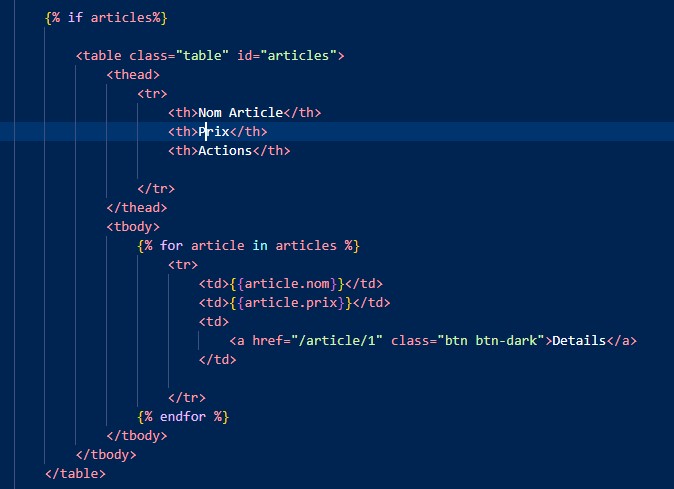 {% if articles%}
<table class="table" id="articles">
<thead>
<tr>
<th>Nom Article</th>
<th>Prix</th>
<th>Actions</th>
</tr>
</thead>
<tbody>
{% for article in articles %}
<tr>
<td>{{article.nom}}</td>
<td>{{article.prix}}</td>
<td>
<a href="/article/1" class="btn btn-dark">Details</a>
</td>
</tr>
{% endfor %}
</tbody>
</tbody>
</table>